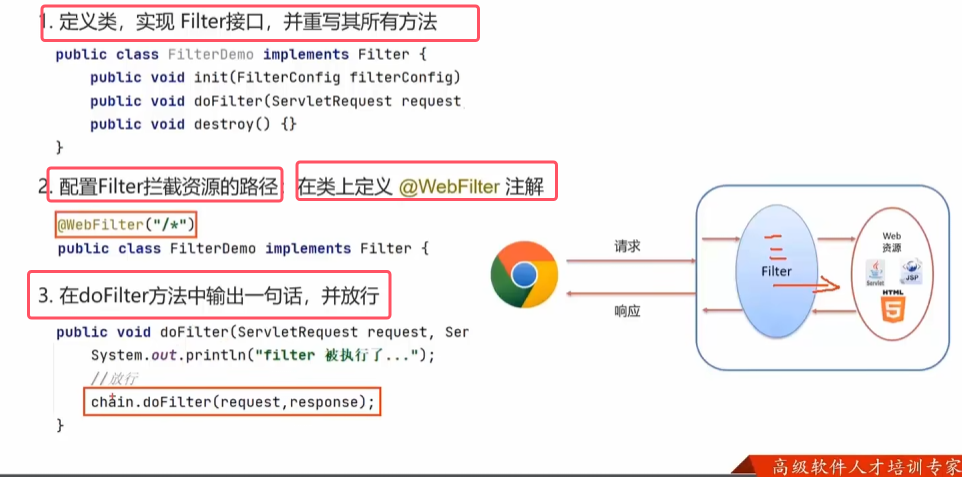 1. 定义类，实现 Filter接口，并重写其所有方法
public class FilterDemo implements Filter {
public void init(FilterConfig filterConfig)
public void doFilter(ServletRequest request
public void destroy() {}
}
2. 配置Filter拦截资源的路径：在类上定义 @WebFilter 注解
@WebFilter("/*")
public class FilterDemo implements Filter {
3. 在doFilter方法中输出一句话，并放行
public void doFilter(ServletRequest request, Ser
System.out.println("filter 被执行了...");
//放行
chain.doFilter(request,response);
}
请求
响应
Filter
Web
资源
Servlet
JSP
HTML
5
高级软件人才培训专家